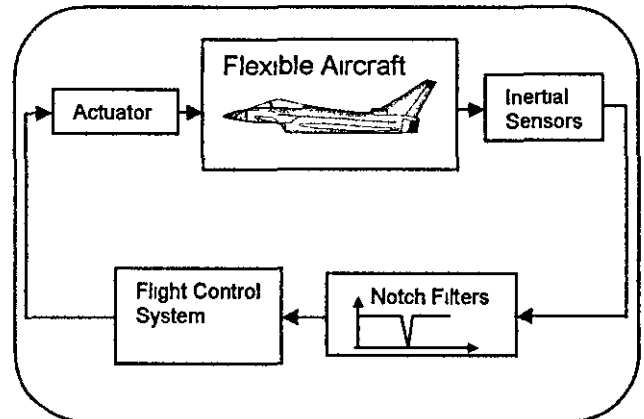 Flexible Aircraft
Actuator
Inertial
Sensors
Flight Control
System
Notch Filters